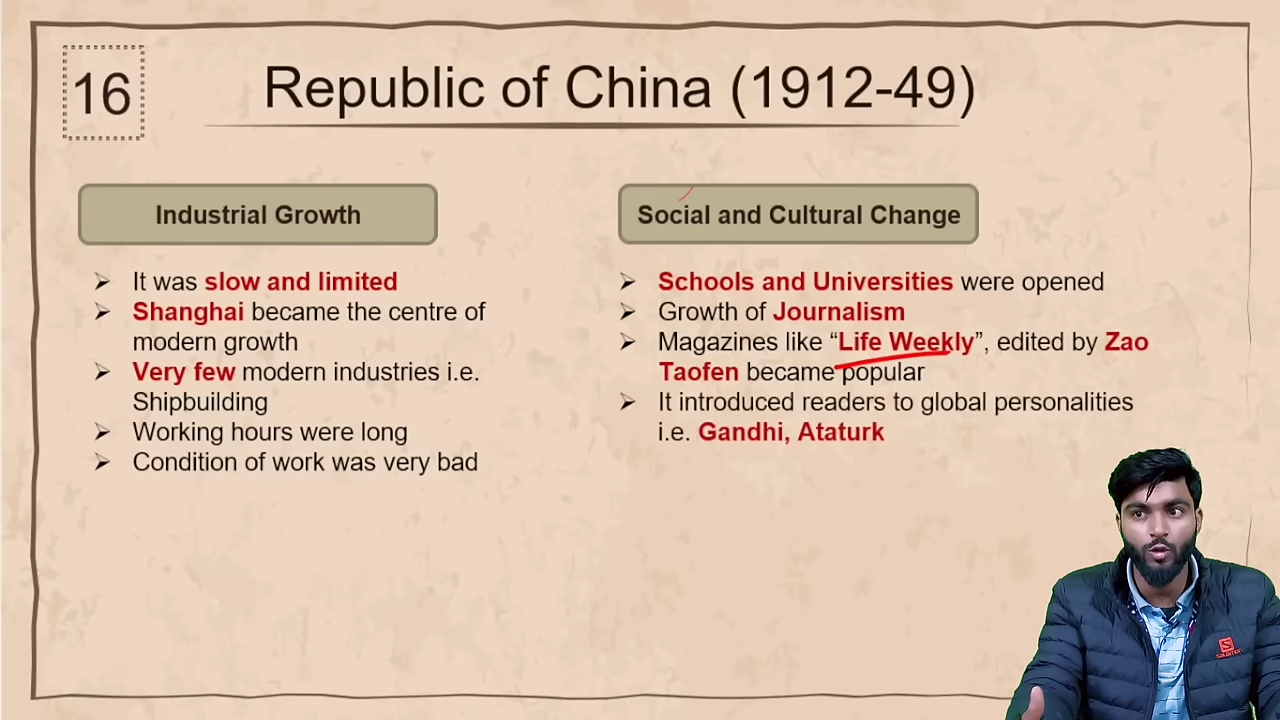 16
Republic of China (1912-49)
Industrial Growth
➢ It was slow and limited
➢ Shanghai became the centre of
modern growth
➢ Very few modern industries i.e.
Shipbuilding
➢ Working hours were long
➢ Condition of work was very bad
Social and Cultural Change
➢ Schools and Universities were opened
➢ Growth of Journalism
➢ Magazines like “Life Weekly”, edited by Zao
Taofen became popular
➢ It introduced readers to global personalities
i.e. Gandhi, Ataturk
salomon